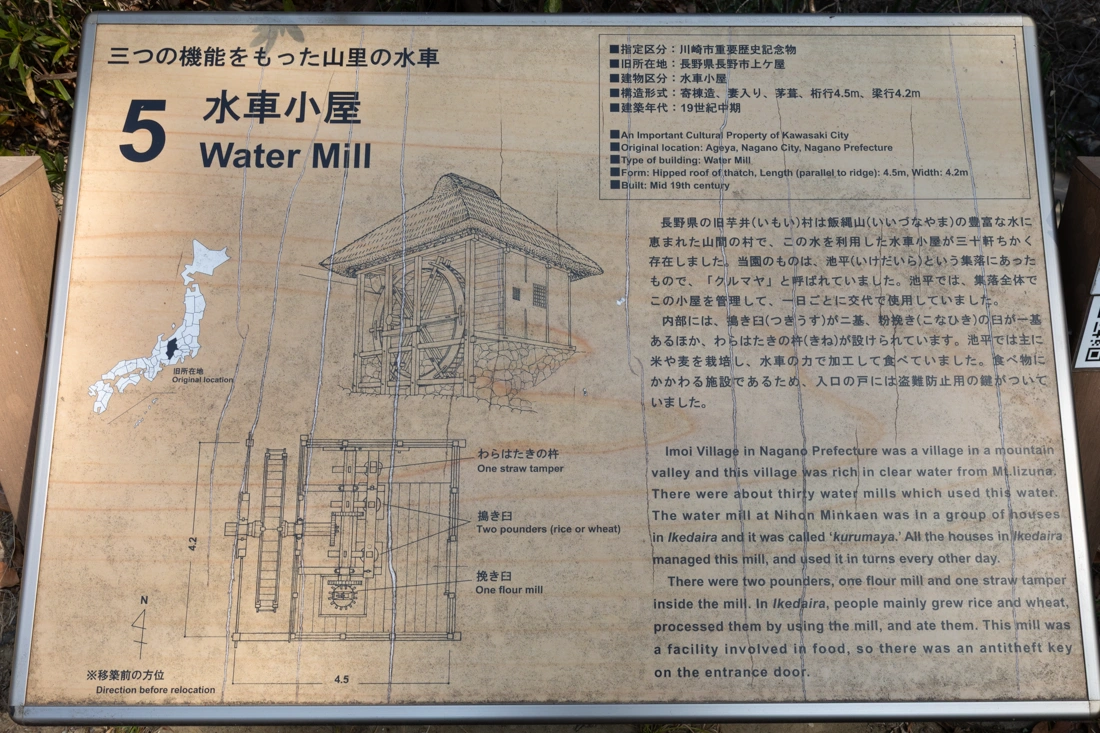 三つの機能をもった山里の水車
5
水車小屋
Water Mill
■指定区分：川崎市重要歴史記念物
■旧所在地：長野県長野市上ケ屋
■建物区分：水車小屋
■構造形式：寄棟造、妻入り、茅葺、桁行4.5m、梁行4.2m
■建築年代：19世紀中期
■An Important Cultural Property of Kawasaki City
■Original location: Ageya, Nagano City, Nagano Prefecture
■Type of building: Water Mill
■Form: Hipped roof of thatch, Length (parallel to ridge): 4.5m, Width: 4.2m
■Built: Mid 19th century
旧所在地
Original location
長野県の旧芋井(いもい)村は飯縄山(いいづなやま)の豊富な水に
恵まれた山間の村で、この水を利用した水車小屋が三十軒ちかく
存在しました。当園のものは、池平(いけだいら)という集落にあった
もので、「クルマヤ」と呼ばれていました。池平では、集落全体で
この小屋を管理して、一日ごとに交代で使用していました。
内部には、搗き臼(つきうす)が二基、粉挽き(こなひき)の臼が一基
あるほか、わらはたきの杵(きね)が設けられています。池平では主に
米や麦を栽培し、水車の力で加工して食べていました。食べ物に
かかわる施設であるため、入口の戸には盗難防止用の鍵がついて
いました。
わらはたきの杵
One straw tamper
搗き臼
Two pounders (rice or wheat)
挽き臼
One flour mill
4.2
4.5
N
※移築前の方位
Direction before relocation
Imoi Village in Nagano Prefecture was a village in a mountain
valley and this village was rich in clear water from Mt.Iizuna.
There were about thirty water mills which used this water.
The water mill at Nihon Minkaen was in a group of houses
in Ikedaira and it was called ‘kurumaya.’ All the houses in Ikedaira
managed this mill, and used it in turns every other day.
There were two pounders, one flour mill and one straw tamper
inside the mill. In Ikedaira, people mainly grew rice and wheat,
processed them by using the mill, and ate them. This mill was
a facility involved in food, so there was an antitheft key
on the entrance door.